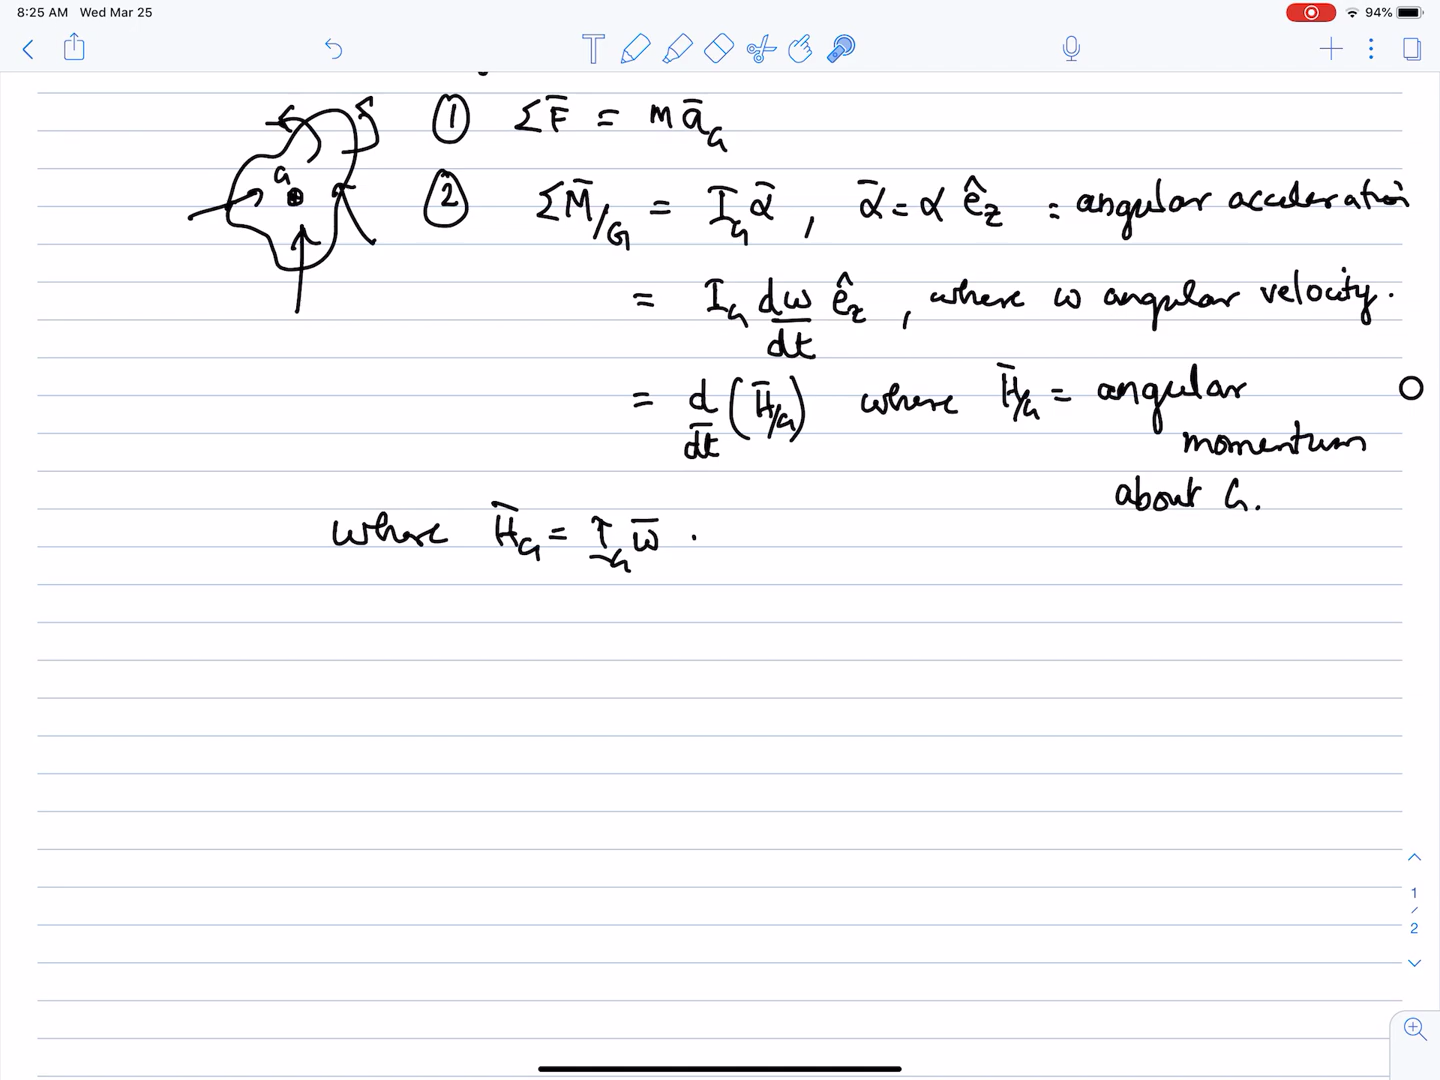 8:25 AM Wed Mar 25 94%
① ΣF̄ = m ā_G
G
② ΣM̄_/G = I_G ᾱ , ᾱ = α ê_z = angular acceleration
= I_G dω/dt ê_z , where ω angular velocity.
= d/dt (H̄_/G) where H̄_/G = angular
momentum
about G.
where H̄_G = I_G ω̄ .
1
/
2